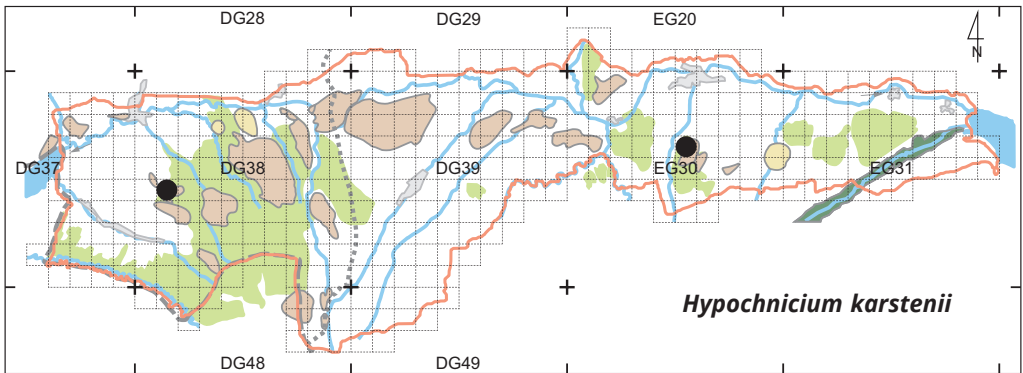 DG28 DG29 EG20
N
DG37 DG38 DG39 EG30 EG31
Hypochnicium karstenii
DG48 DG49